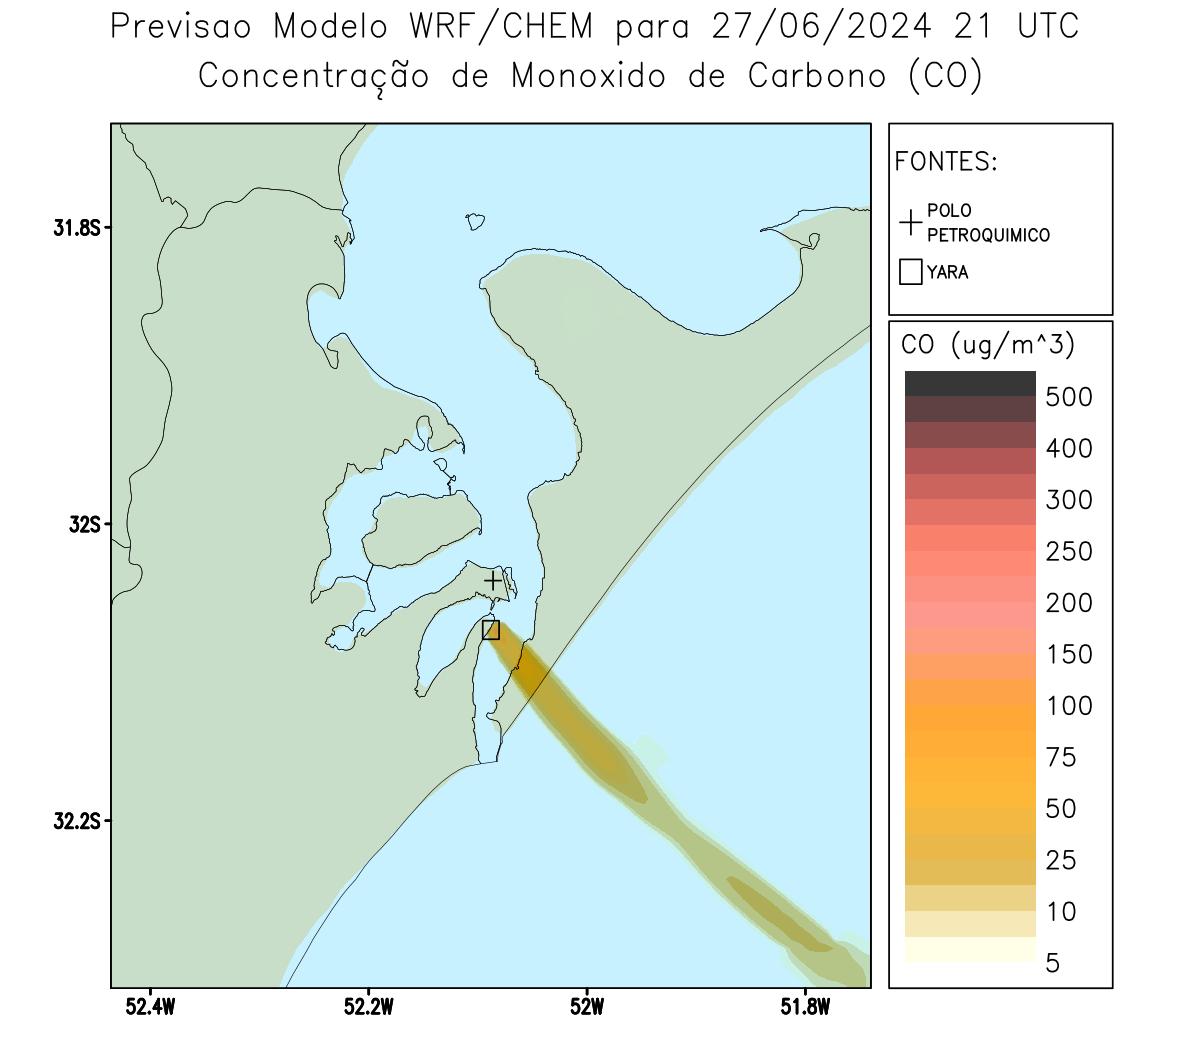 Previsao Modelo WRF/CHEM para 27/06/2024 21 UTC
Concentração de Monoxido de Carbono (CO)
FONTES:
POLO
PETROQUIMICO
YARA
31.8S
32S
32.2S
52.4W
52.2W
52W
51.8W
CO (ug/m^3)
500
400
300
250
200
150
100
75
50
25
10
5